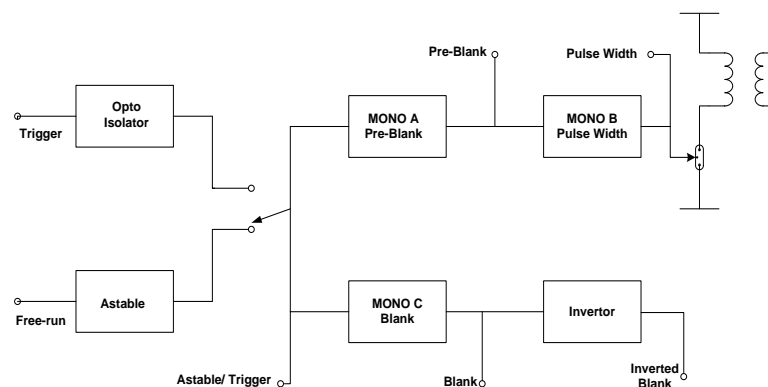 Pre-Blank
Pulse Width
Opto
Isolator
Trigger
MONO A
Pre-Blank
MONO B
Pulse Width
Astable
Free-run
MONO C
Blank
Invertor
Astable/ Trigger
Blank
Inverted
Blank